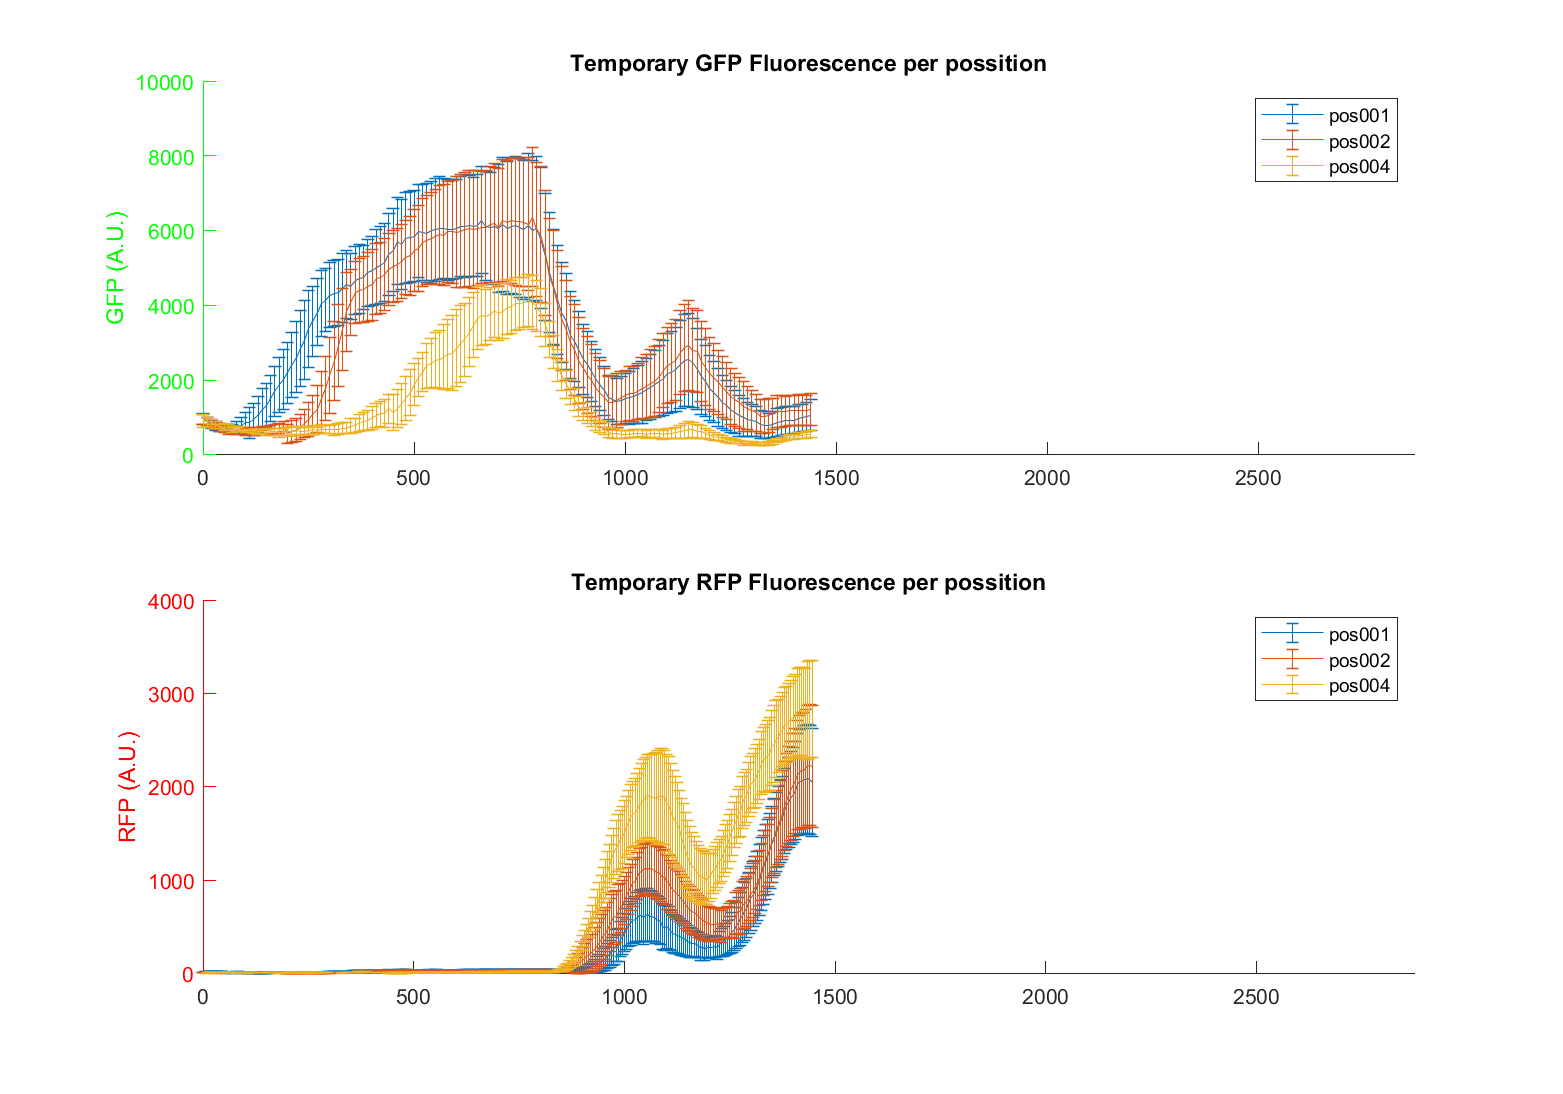 Temporary GFP Fluorescence per possition
GFP (A.U.)
10000
8000
6000
4000
2000
0
0 500 1000 1500 2000 2500
pos001
pos002
pos004
Temporary RFP Fluorescence per possition
RFP (A.U.)
4000
3000
2000
1000
0
0 500 1000 1500 2000 2500
pos001
pos002
pos004